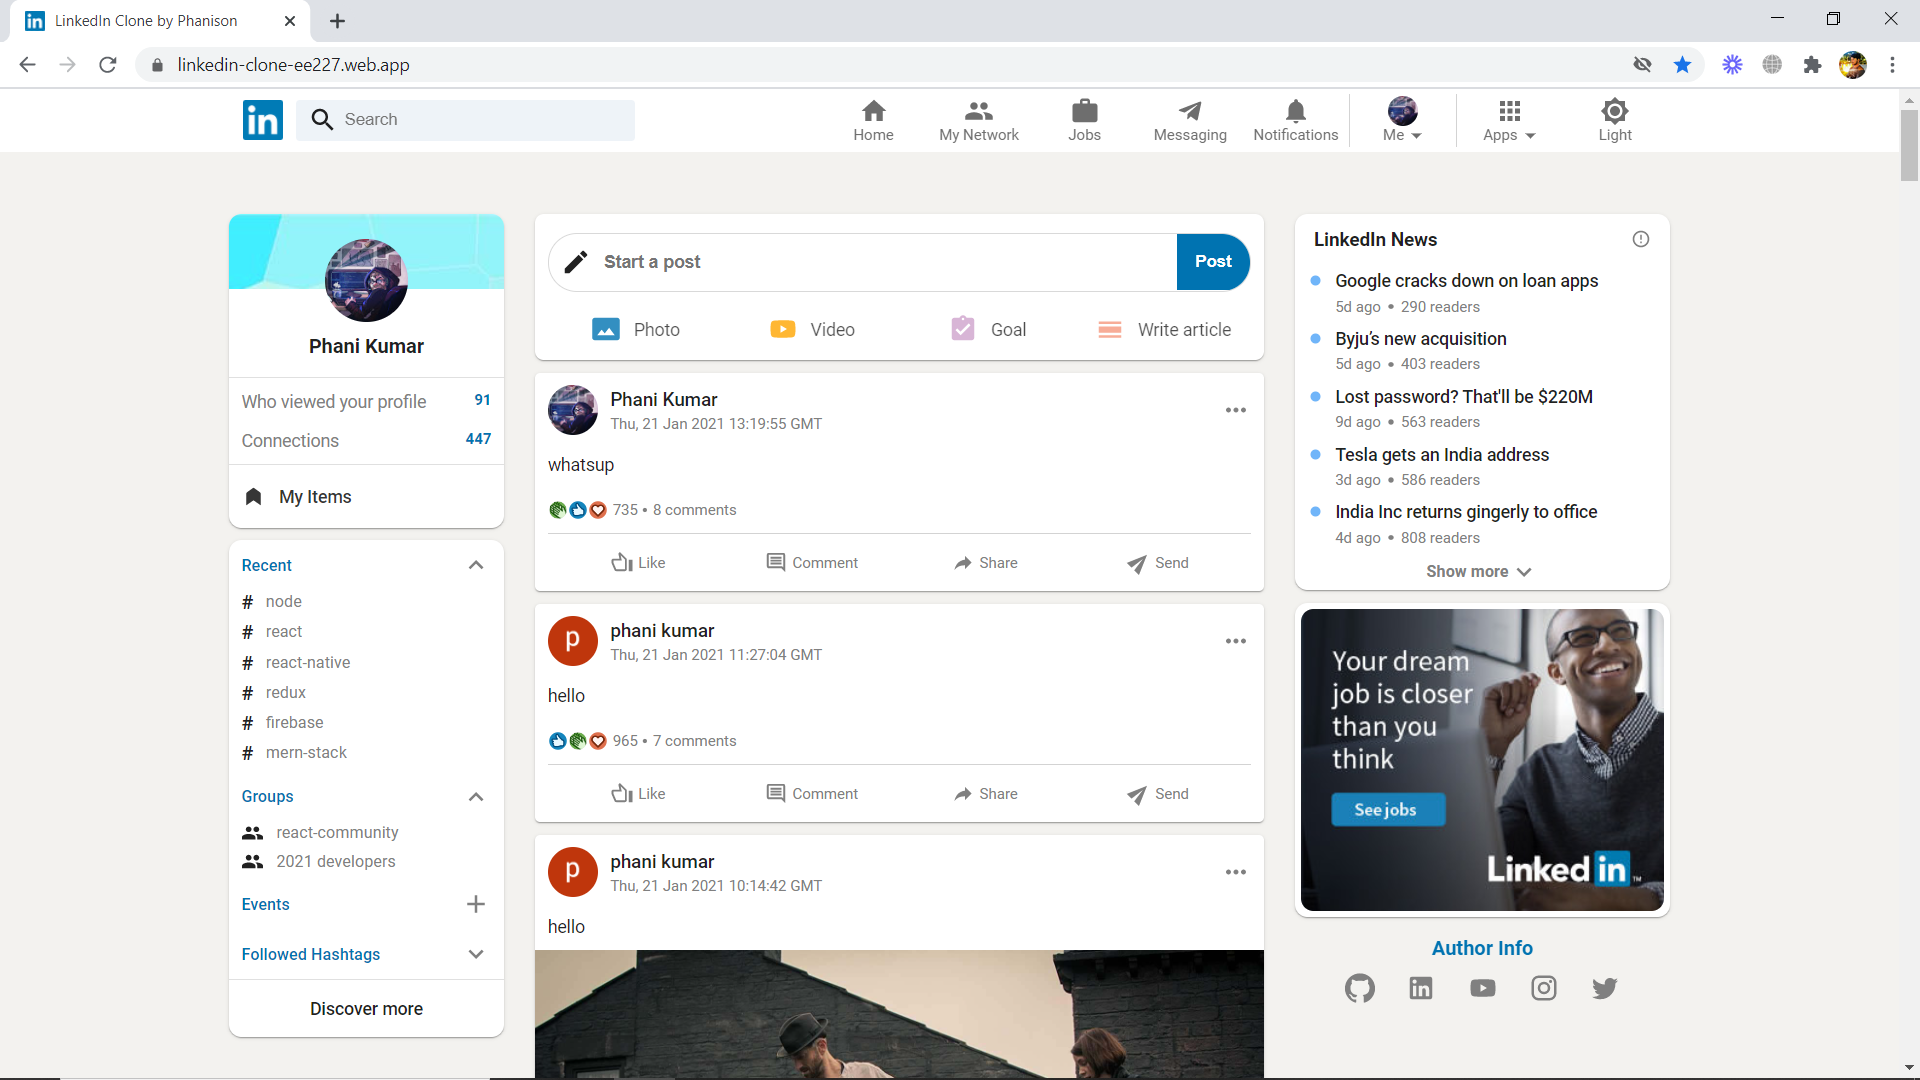 LinkedIn Clone by Phanison
linkedin-clone-ee227.web.app
in
Search
Home
My Network
Jobs
Messaging
Notifications
Me
Apps
Light
Phani Kumar
Who viewed your profile 91
Connections 447
My Items
Recent
# node
# react
# react-native
# redux
# firebase
# mern-stack
Groups
react-community
2021 developers
Events
Followed Hashtags
Discover more
Start a post
Post
Photo
Video
Goal
Write article
Phani Kumar
Thu, 21 Jan 2021 13:19:55 GMT
whatsup
735 • 8 comments
Like
Comment
Share
Send
p
phani kumar
Thu, 21 Jan 2021 11:27:04 GMT
hello
965 • 7 comments
Like
Comment
Share
Send
p
phani kumar
Thu, 21 Jan 2021 10:14:42 GMT
hello
LinkedIn News
Google cracks down on loan apps
5d ago • 290 readers
Byju’s new acquisition
5d ago • 403 readers
Lost password? That'll be $220M
9d ago • 563 readers
Tesla gets an India address
3d ago • 586 readers
India Inc returns gingerly to office
4d ago • 808 readers
Show more
Your dream
job is closer
than you
think
See jobs
Linked in ™
Author Info